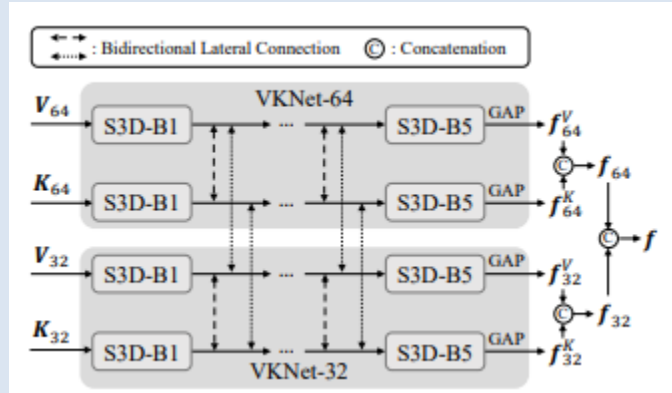 : Bidirectional Lateral Connection © : Concatenation
VKNet-64
V₆₄ S3D-B1 ... S3D-B5 GAP f₆₄ⱽ
© f₆₄
K₆₄ S3D-B1 ... S3D-B5 GAP f₆₄ᴷ
© f
V₃₂ S3D-B1 ... S3D-B5 GAP f₃₂ⱽ
© f₃₂
K₃₂ S3D-B1 ... S3D-B5 GAP f₃₂ᴷ
VKNet-32